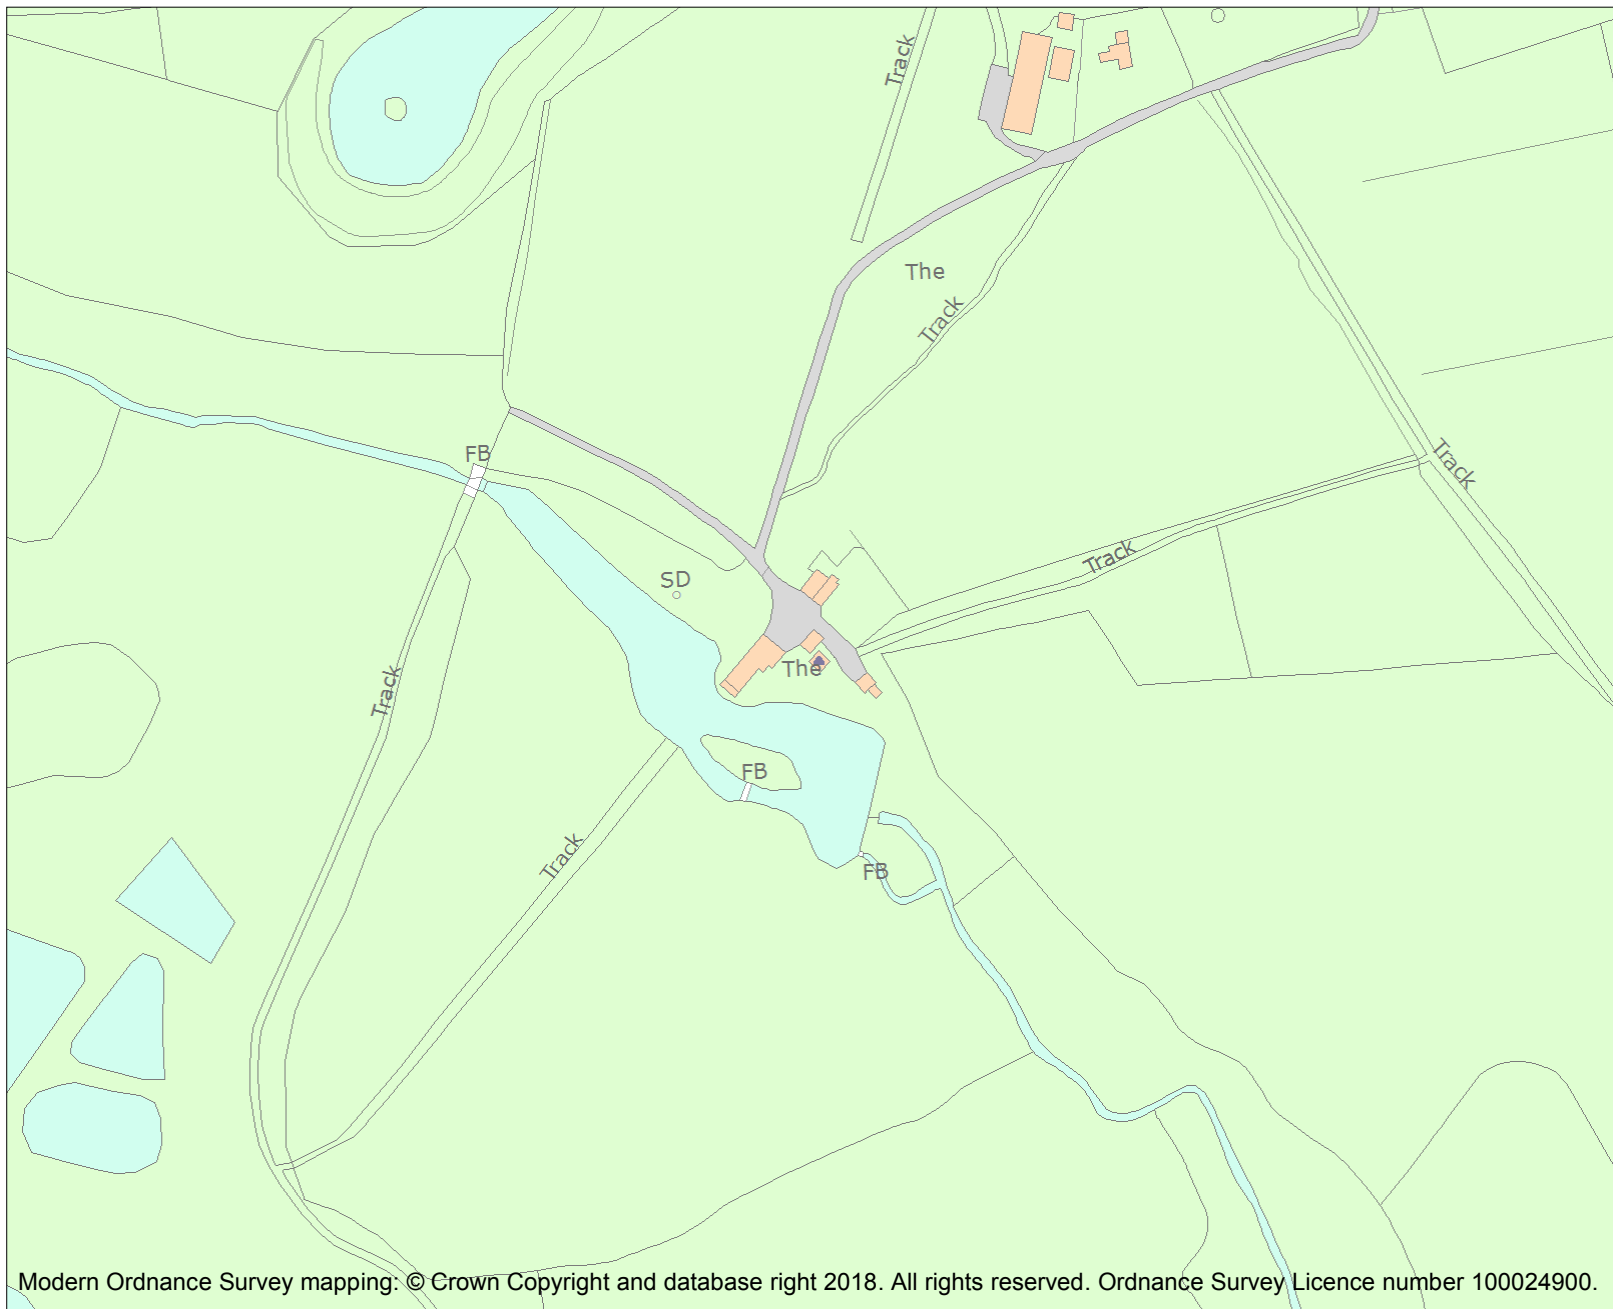 Track
The
Track
FB
Track
Track
SD
The
Track
FB
Track
FB
Modern Ordnance Survey mapping: © Crown Copyright and database right 2018. All rights reserved. Ordnance Survey Licence number 100024900.